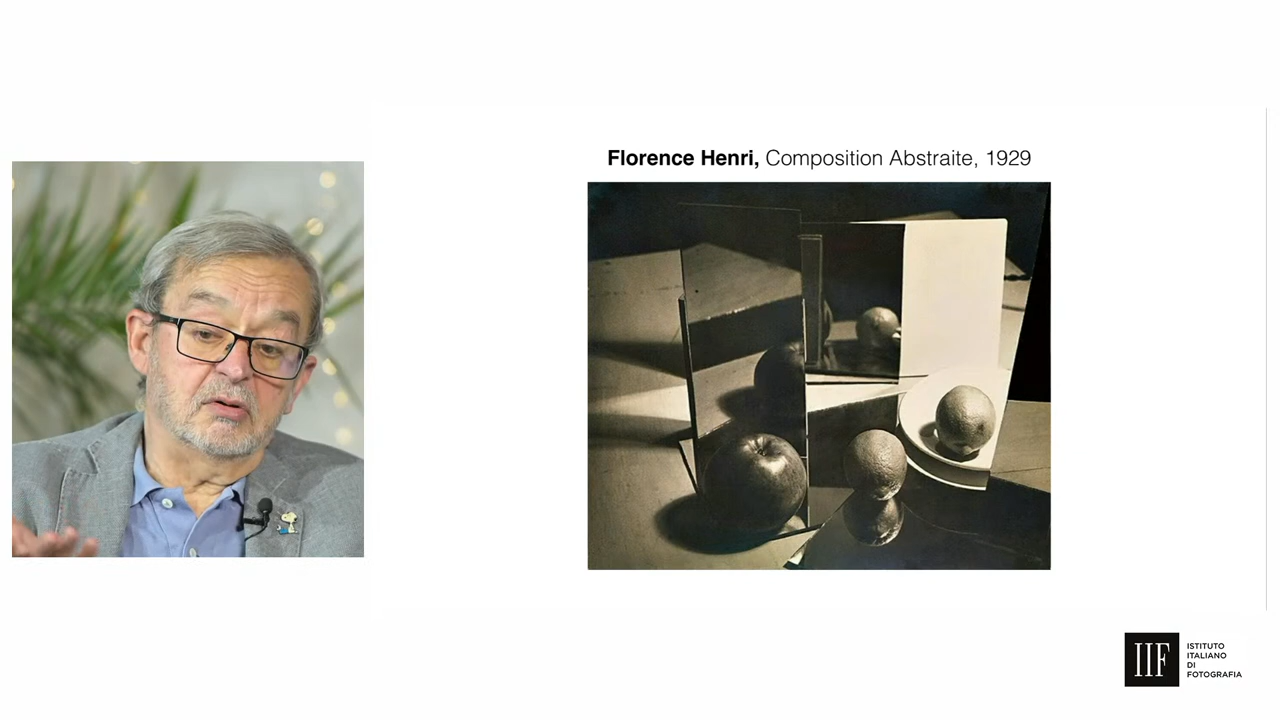 Florence Henri, Composition Abstraite, 1929
IIF
ISTITUTO
ITALIANO
DI
FOTOGRAFIA